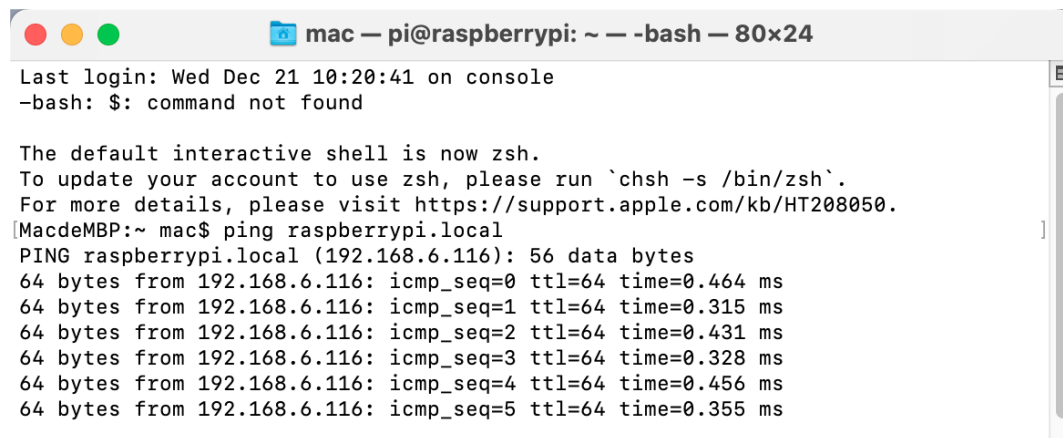 mac — pi@raspberrypi: ~ — -bash — 80×24
Last login: Wed Dec 21 10:20:41 on console
-bash: $: command not found
The default interactive shell is now zsh.
To update your account to use zsh, please run `chsh -s /bin/zsh`.
For more details, please visit https://support.apple.com/kb/HT208050.
[MacdeMBP:~ mac$ ping raspberrypi.local ]
PING raspberrypi.local (192.168.6.116): 56 data bytes
64 bytes from 192.168.6.116: icmp_seq=0 ttl=64 time=0.464 ms
64 bytes from 192.168.6.116: icmp_seq=1 ttl=64 time=0.315 ms
64 bytes from 192.168.6.116: icmp_seq=2 ttl=64 time=0.431 ms
64 bytes from 192.168.6.116: icmp_seq=3 ttl=64 time=0.328 ms
64 bytes from 192.168.6.116: icmp_seq=4 ttl=64 time=0.456 ms
64 bytes from 192.168.6.116: icmp_seq=5 ttl=64 time=0.355 ms